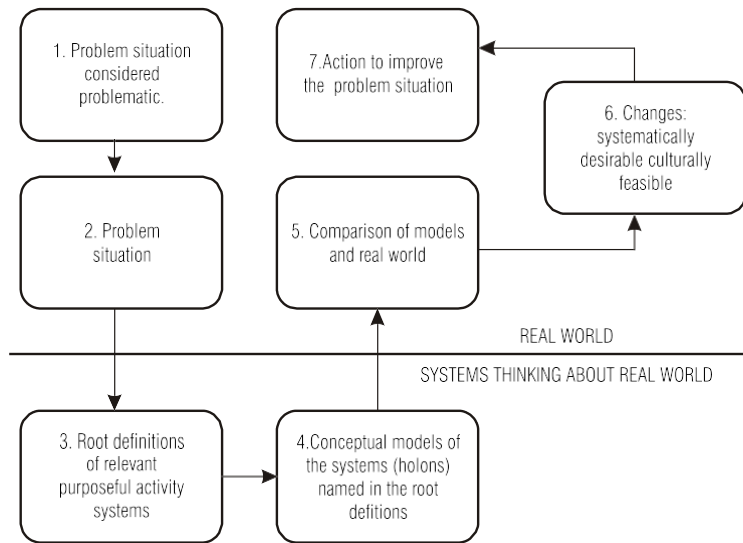 1. Problem situation
considered
problematic.
2. Problem
situation
3. Root definitions
of relevant
purposeful activity
systems
4.Conceptual models of
the systems (holons)
named in the root
defitions
5. Comparison of models
and real world
6. Changes:
systematically
desirable culturally
feasible
7.Action to improve
the problem situation
REAL WORLD
SYSTEMS THINKING ABOUT REAL WORLD